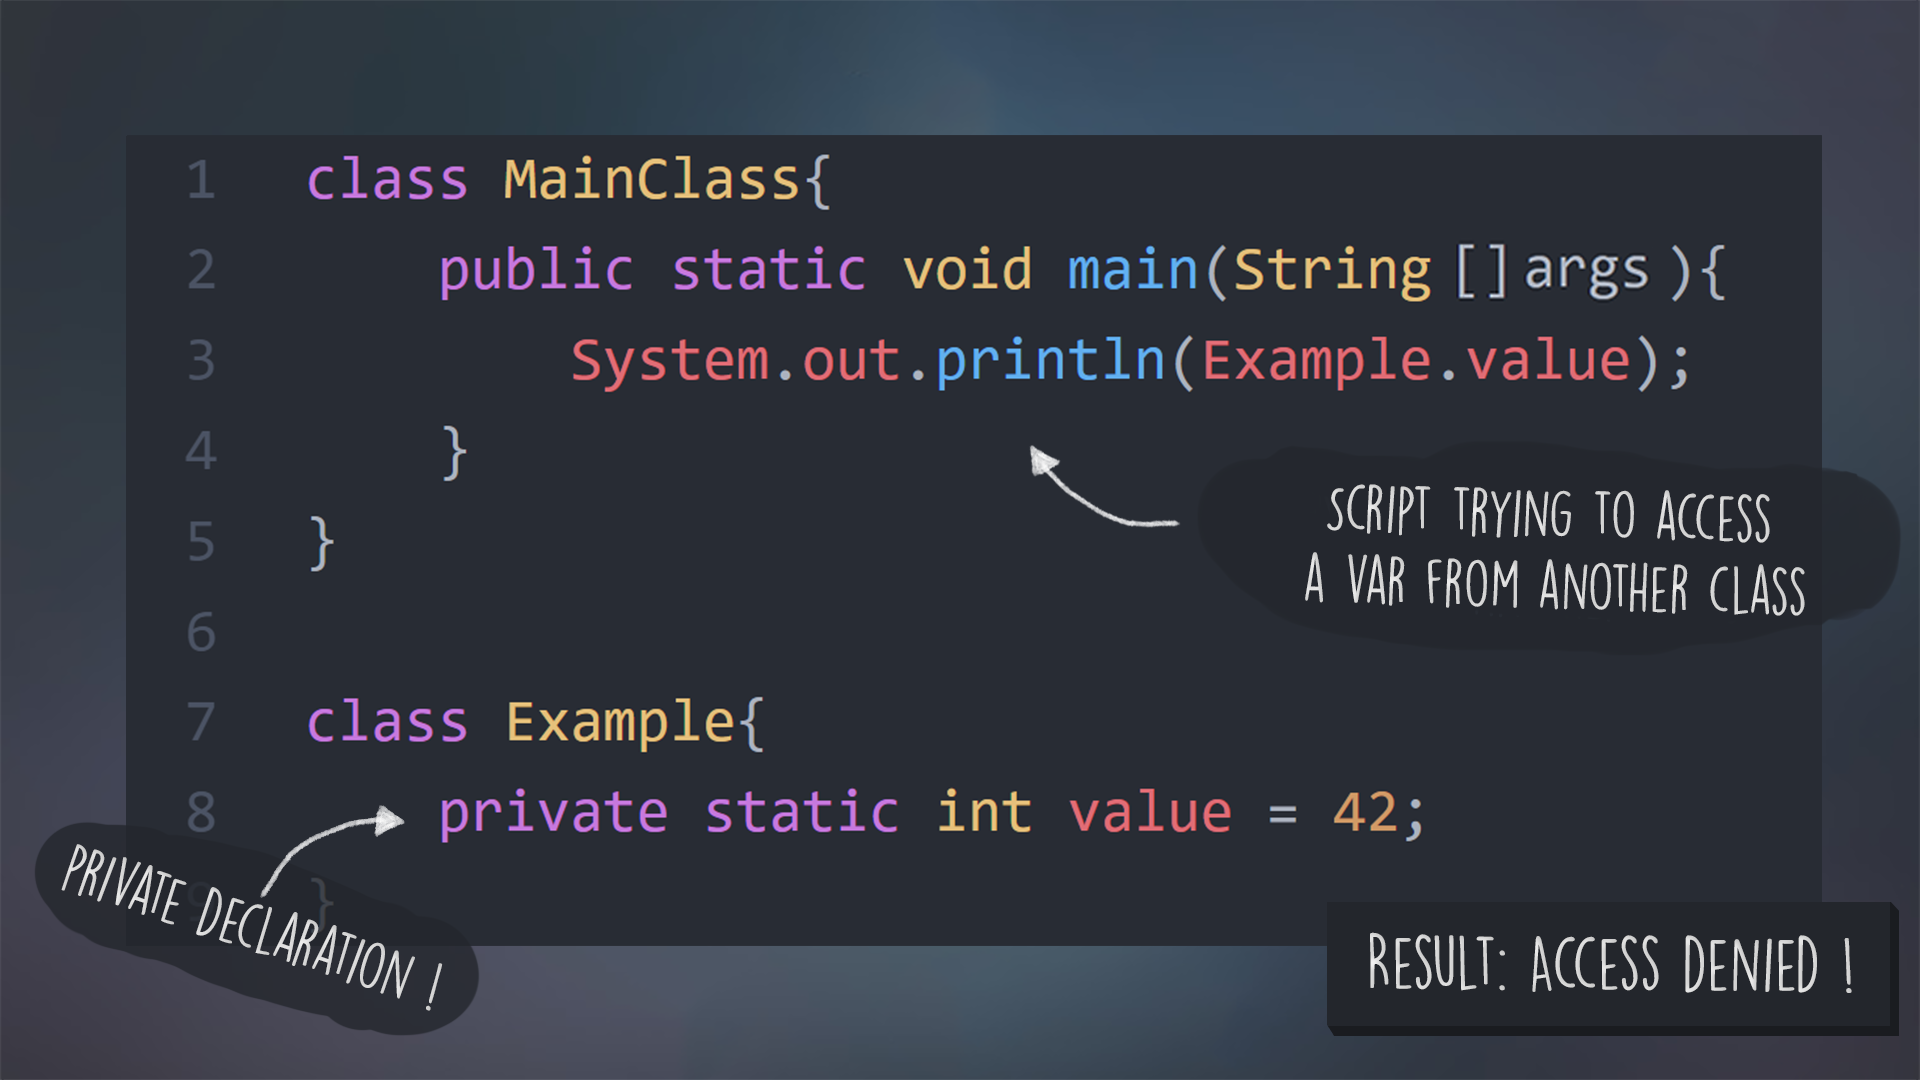 1 class MainClass{
2 public static void main(String []args ){
3 System.out.println(Example.value);
4 }
5 }
6
7 class Example{
8 private static int value = 42;
9 }
SCRIPT TRYING TO ACCESS
A VAR FROM ANOTHER CLASS
PRIVATE DECLARATION !
RESULT: ACCESS DENIED !